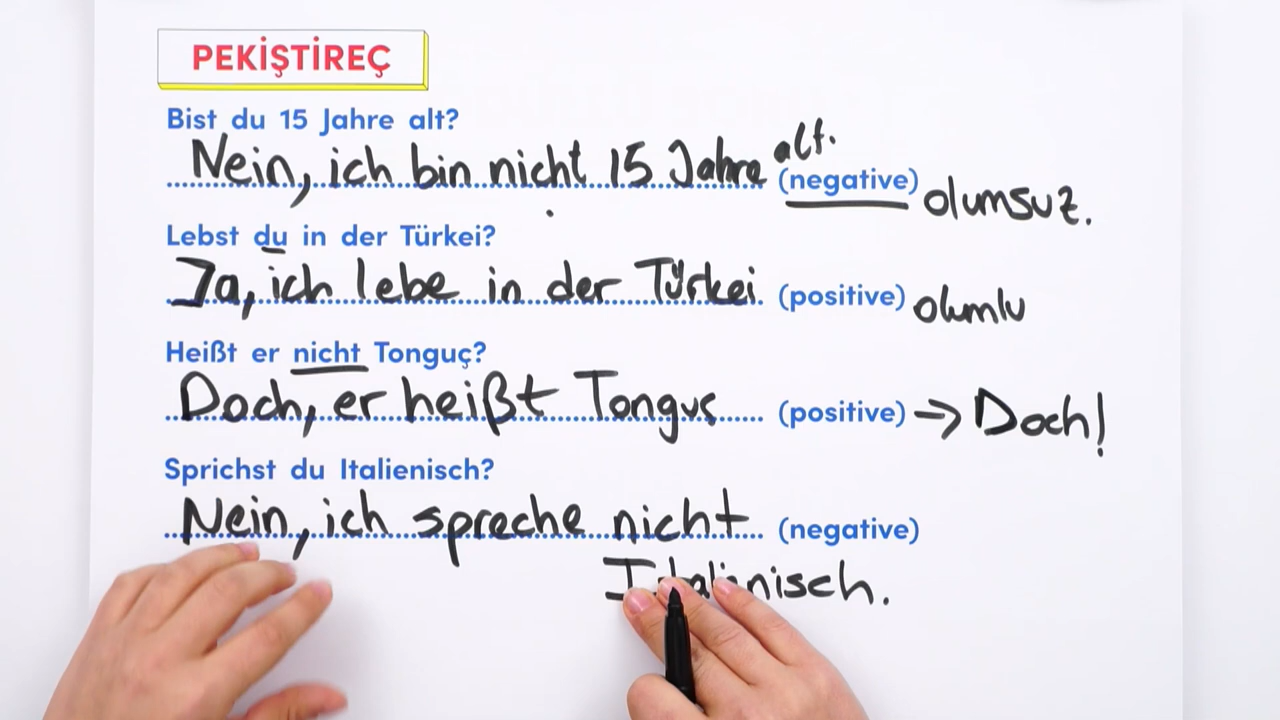 PEKİŞTİREÇ
Bist du 15 Jahre alt?
Nein, ich bin nicht 15 Jahre alt. (negative) olumsuz.
Lebst du in der Türkei?
Ja, ich lebe in der Türkei (positive) olumlu
Heißt er nicht Tonguç?
Doch, er heißt Tonguç (positive) → Doch!
Sprichst du Italienisch?
Nein, ich spreche nicht (negative)